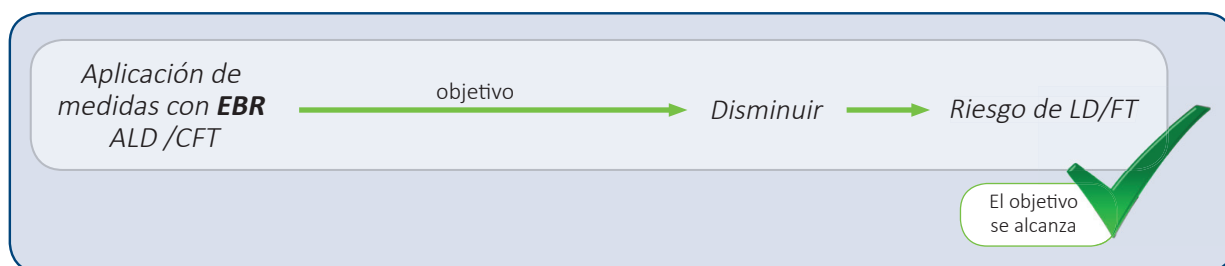 Aplicación de
medidas con EBR
ALD /CFT
objetivo
Disminuir
Riesgo de LD/FT
El objetivo
se alcanza